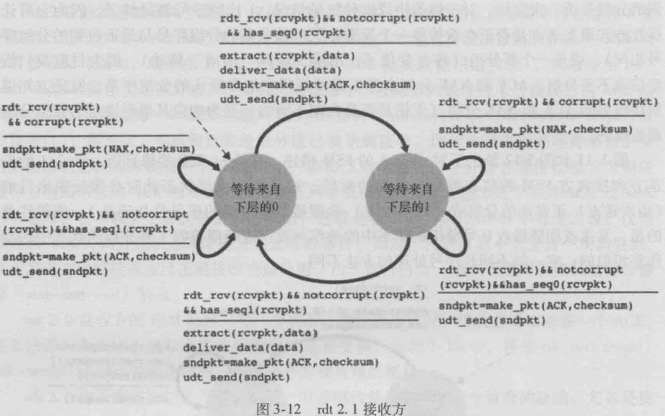 rdt_rcv(rcvpkt)&& notcorrupt(rcvpkt)
&& has_seq0(rcvpkt)
extract(rcvpkt,data)
deliver_data(data)
sndpkt=make_pkt(ACK,checksum)
udt_send(sndpkt)
rdt_rcv(rcvpkt)
&& corrupt(rcvpkt)
sndpkt=make_pkt(NAK,checksum)
udt_send(sndpkt)
rdt_rcv(rcvpkt)&& corrupt(rcvpkt)
sndpkt=make_pkt(NAK,checksum)
udt_send(sndpkt)
等待来自
下层的0
等待来自
下层的1
rdt_rcv(rcvpkt)&& notcorrupt
(rcvpkt)&&has_seq1(rcvpkt)
sndpkt=make_pkt(ACK,checksum)
udt_send(sndpkt)
rdt_rcv(rcvpkt)&& notcorrupt
(rcvpkt)&&has_seq0(rcvpkt)
sndpkt=make_pkt(ACK,checksum)
udt_send(sndpkt)
rdt_rcv(rcvpkt)&& notcorrupt(rcvpkt)
&& has_seq1(rcvpkt)
extract(rcvpkt,data)
deliver_data(data)
sndpkt=make_pkt(ACK,checksum)
udt_send(sndpkt)
图 3-12 rdt 2.1 接收方